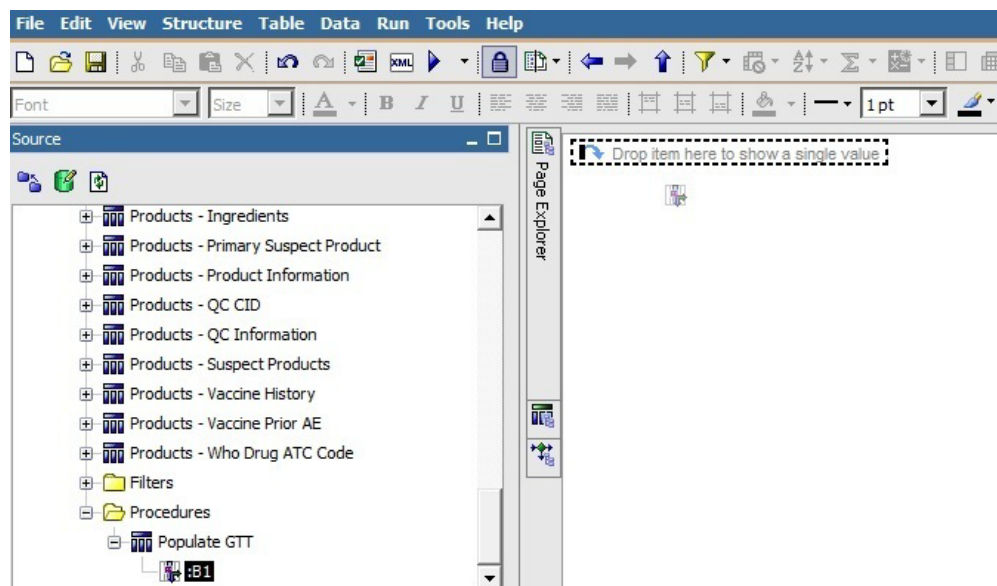 File Edit View Structure Table Data Run Tools Help
XML
Font Size A B I U 1 pt
Source
Page Explorer
Drop item here to show a single value
Products - Ingredients
Products - Primary Suspect Product
Products - Product Information
Products - QC CID
Products - QC Information
Products - Suspect Products
Products - Vaccine History
Products - Vaccine Prior AE
Products - Who Drug ATC Code
Filters
Procedures
Populate GTT
:B1